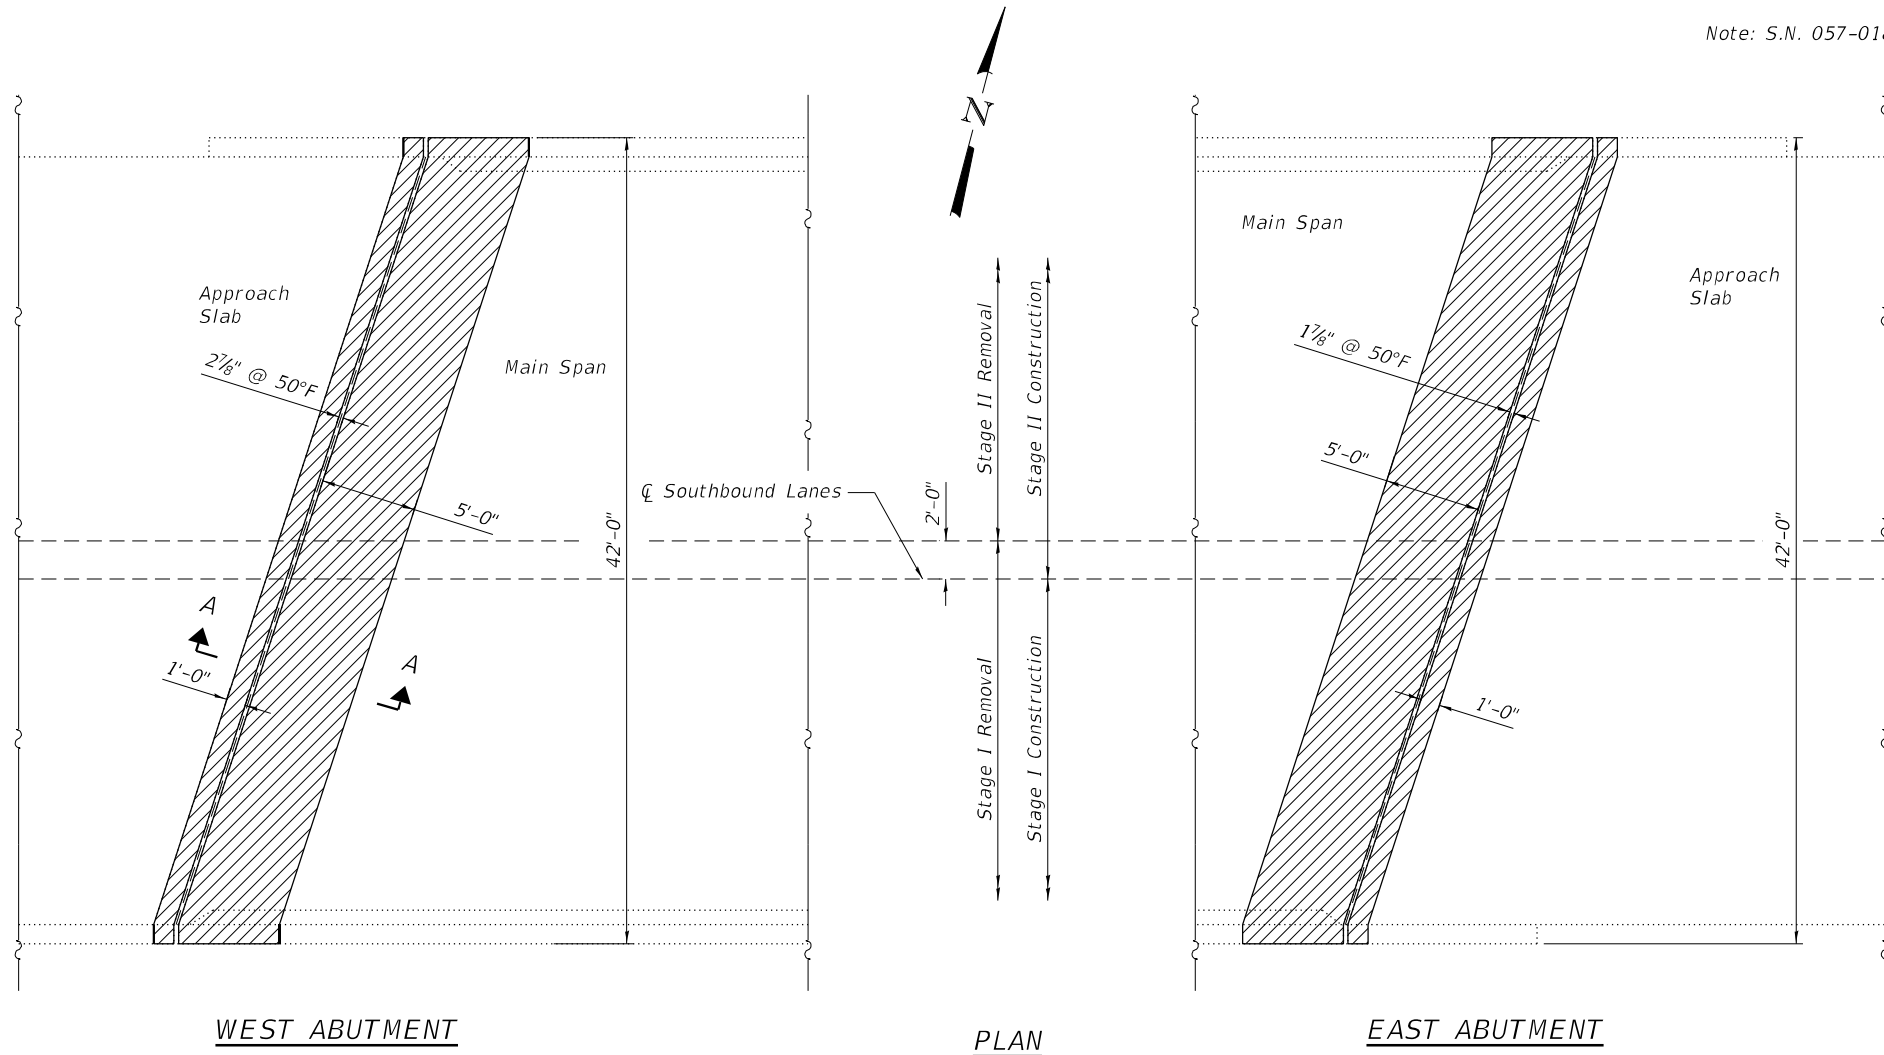 Note: S.N. 057-018
N
Main Span
Approach
Slab
Approach
Slab
2⅞" @ 50°F
Main Span
1⅞" @ 50°F
5'-0"
5'-0"
42'-0"
42'-0"
℄ Southbound Lanes
2'-0"
Stage II Removal
Stage II Construction
Stage I Removal
Stage I Construction
A
A
1'-0"
1'-0"
WEST ABUTMENT
PLAN
EAST ABUTMENT